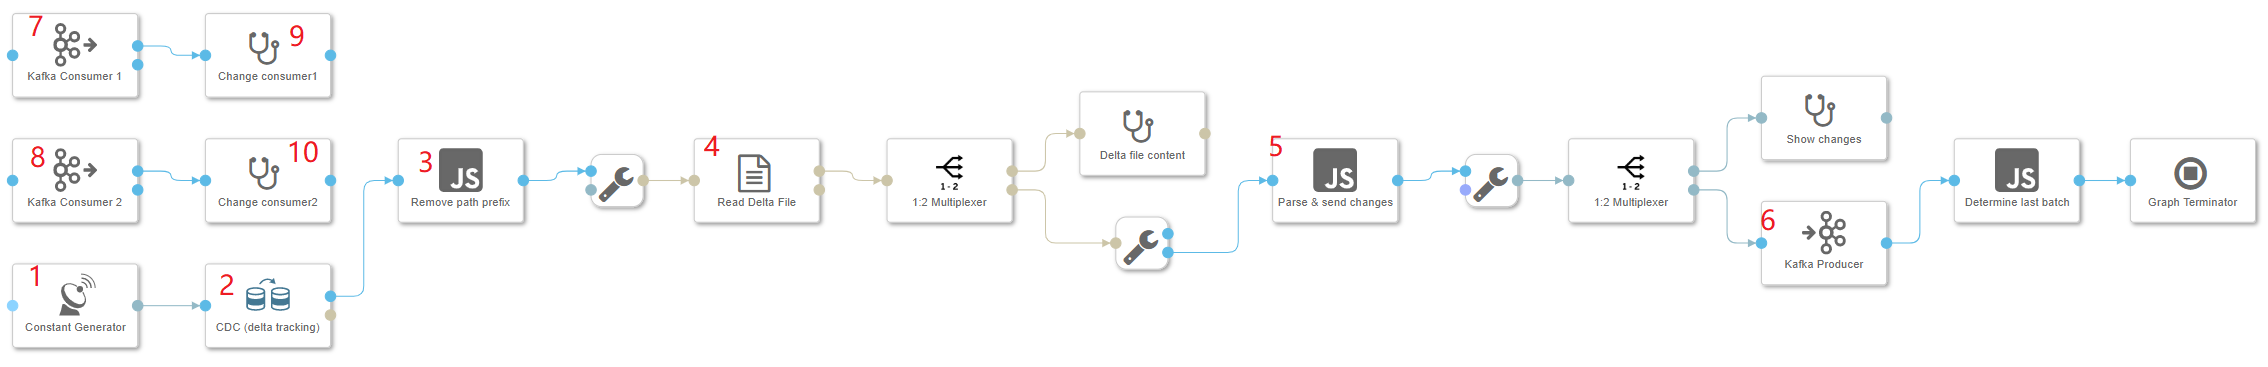 7
Kafka Consumer 1
9
Change consumer1
8
Kafka Consumer 2
10
Change consumer2
1
Constant Generator
2
CDC (delta tracking)
3
JS
Remove path prefix
4
Read Delta File
1 - 2
1:2 Multiplexer
Delta file content
5
JS
Parse & send changes
1 - 2
1:2 Multiplexer
Show changes
6
Kafka Producer
JS
Determine last batch
Graph Terminator